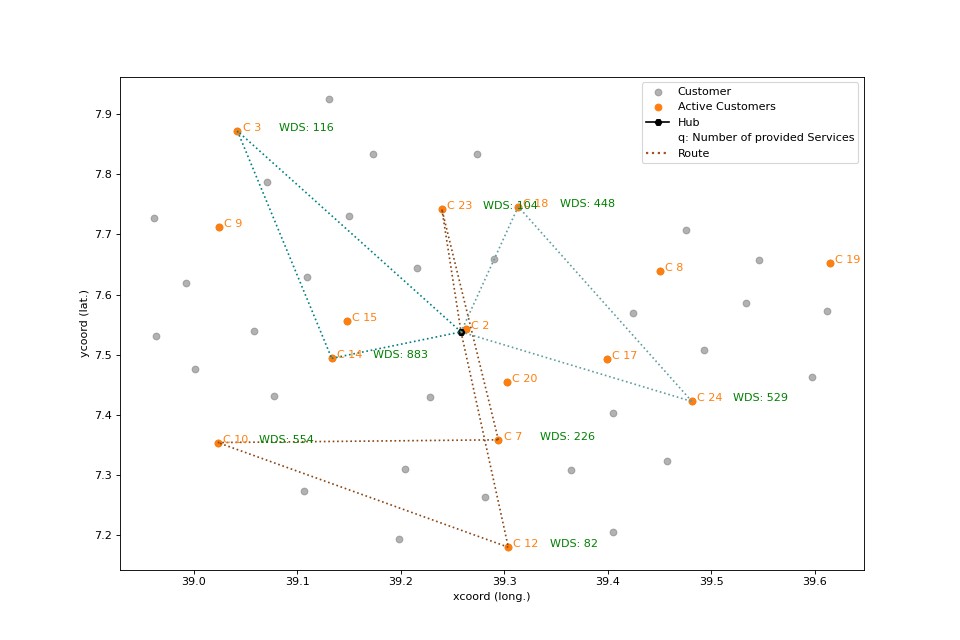 Customer
Active Customers
Hub
q: Number of provided Services
Route
7.9
7.8
7.7
7.6
7.5
7.4
7.3
7.2
ycoord (lat.)
C 3 WDS: 116
C 23 WDS: 104
C 18 WDS: 448
C 9
C 19
C 8
C 15
C 2
C 14 WDS: 883
C 17
C 20
C 24 WDS: 529
C 10 WDS: 554
C 7 WDS: 226
C 12 WDS: 82
39.0 39.1 39.2 39.3 39.4 39.5 39.6
xcoord (long.)